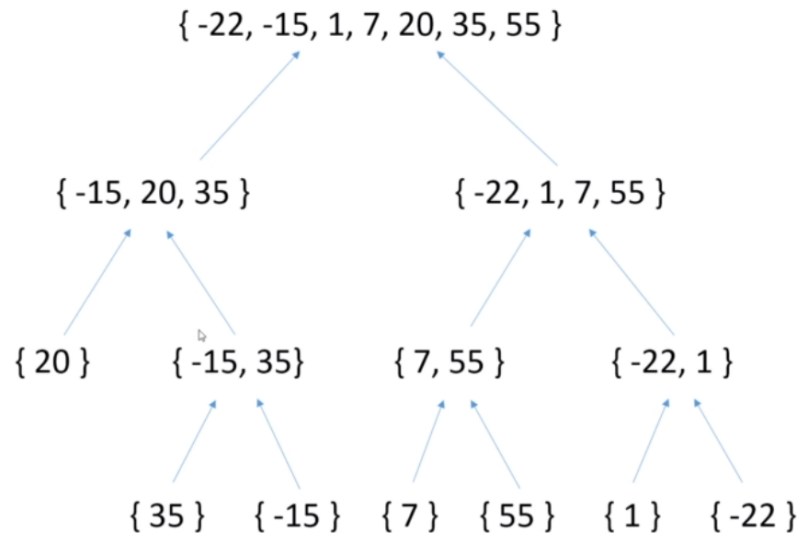 { -22, -15, 1, 7, 20, 35, 55 }
{ -15, 20, 35 } { -22, 1, 7, 55 }
{ 20 } { -15, 35} { 7, 55 } { -22, 1 }
{ 35 } { -15 } { 7 } { 55 } { 1 } { -22 }